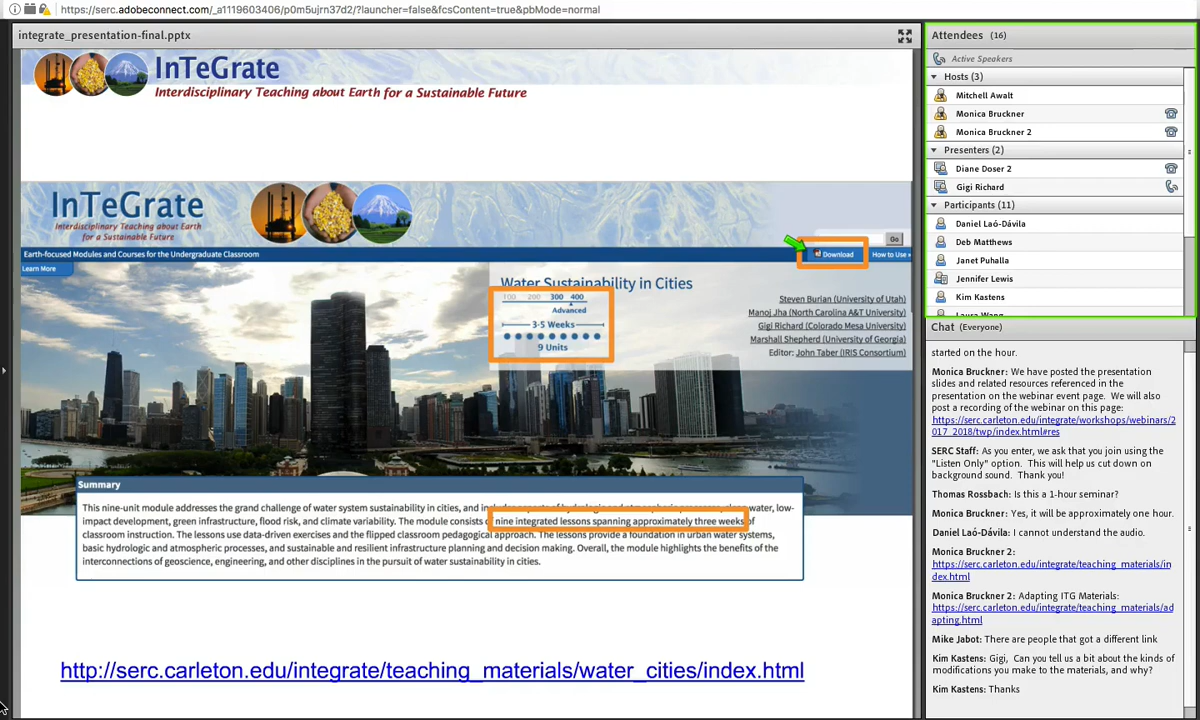 https://serc.adobeconnect.com/_a1119603406/p0m5ujrn37d2/?launcher=false&fcsContent=true&pbMode=normal
integrate_presentation-final.pptx
InTeGrate
Interdisciplinary Teaching about Earth for a Sustainable Future
InTeGrate
Interdisciplinary Teaching about Earth
for a Sustainable Future
Go
Earth-focused Modules and Courses for the Undergraduate Classroom
Download
How to Use »
Learn More
Water Sustainability in Cities
100 200 300 400
Advanced
3-5 Weeks
9 Units
Steven Burian (University of Utah)
Manoj Jha (North Carolina A&T University)
Gigi Richard (Colorado Mesa University)
Marshall Shepherd (University of Georgia)
Editor: John Taber (IRIS Consortium)
Summary
This nine-unit module addresses the grand challenge of water system sustainability in cities, and water, low-
impact development, green infrastructure, flood risk, and climate variability. The module consists of nine integrated lessons spanning approximately three weeks of
classroom instruction. The lessons use data-driven exercises and the flipped classroom pedagogical approach. The lessons provide a foundation in urban water systems,
basic hydrologic and atmospheric processes, and sustainable and resilient infrastructure planning and decision making. Overall, the module highlights the benefits of the
interconnections of geoscience, engineering, and other disciplines in the pursuit of water sustainability in cities.
http://serc.carleton.edu/integrate/teaching_materials/water_cities/index.html
Attendees (16)
Active Speakers
Hosts (3)
Mitchell Awalt
Monica Bruckner
Monica Bruckner 2
Presenters (2)
Diane Doser 2
Gigi Richard
Participants (11)
Daniel Laó-Dávila
Deb Matthews
Janet Puhalla
Jennifer Lewis
Kim Kastens
Laura Wang
Chat (Everyone)
started on the hour.
Monica Bruckner: We have posted the presentation
slides and related resources referenced in the
presentation on the webinar event page. We will also
post a recording of the webinar on this page:
https://serc.carleton.edu/integrate/workshops/webinars/2
017_2018/twp/index.html#res
SERC Staff: As you enter, we ask that you join using the
"Listen Only" option. This will help us cut down on
background sound. Thank you!
Thomas Rossbach: Is this a 1-hour seminar?
Monica Bruckner: Yes, it will be approximately one hour.
Daniel Laó-Dávila: I cannot understand the audio.
Monica Bruckner 2:
https://serc.carleton.edu/integrate/teaching_materials/in
dex.html
Monica Bruckner 2: Adapting ITG Materials:
https://serc.carleton.edu/integrate/teaching_materials/ad
apting.html
Mike Jabot: There are people that got a different link
Kim Kastens: Gigi, Can you tell us a bit about the kinds of
modifications you make to the materials, and why?
Kim Kastens: Thanks